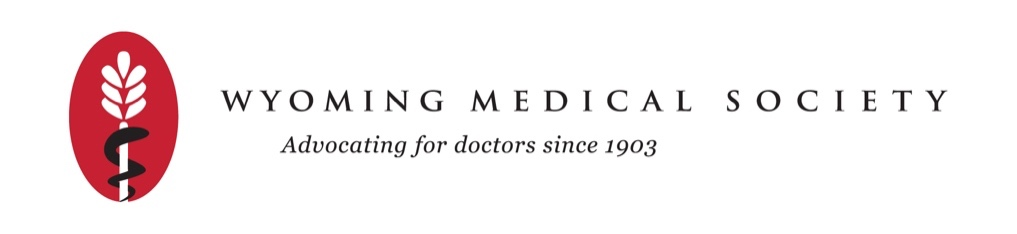 WYOMING MEDICAL SOCIETY
Advocating for doctors since 1903